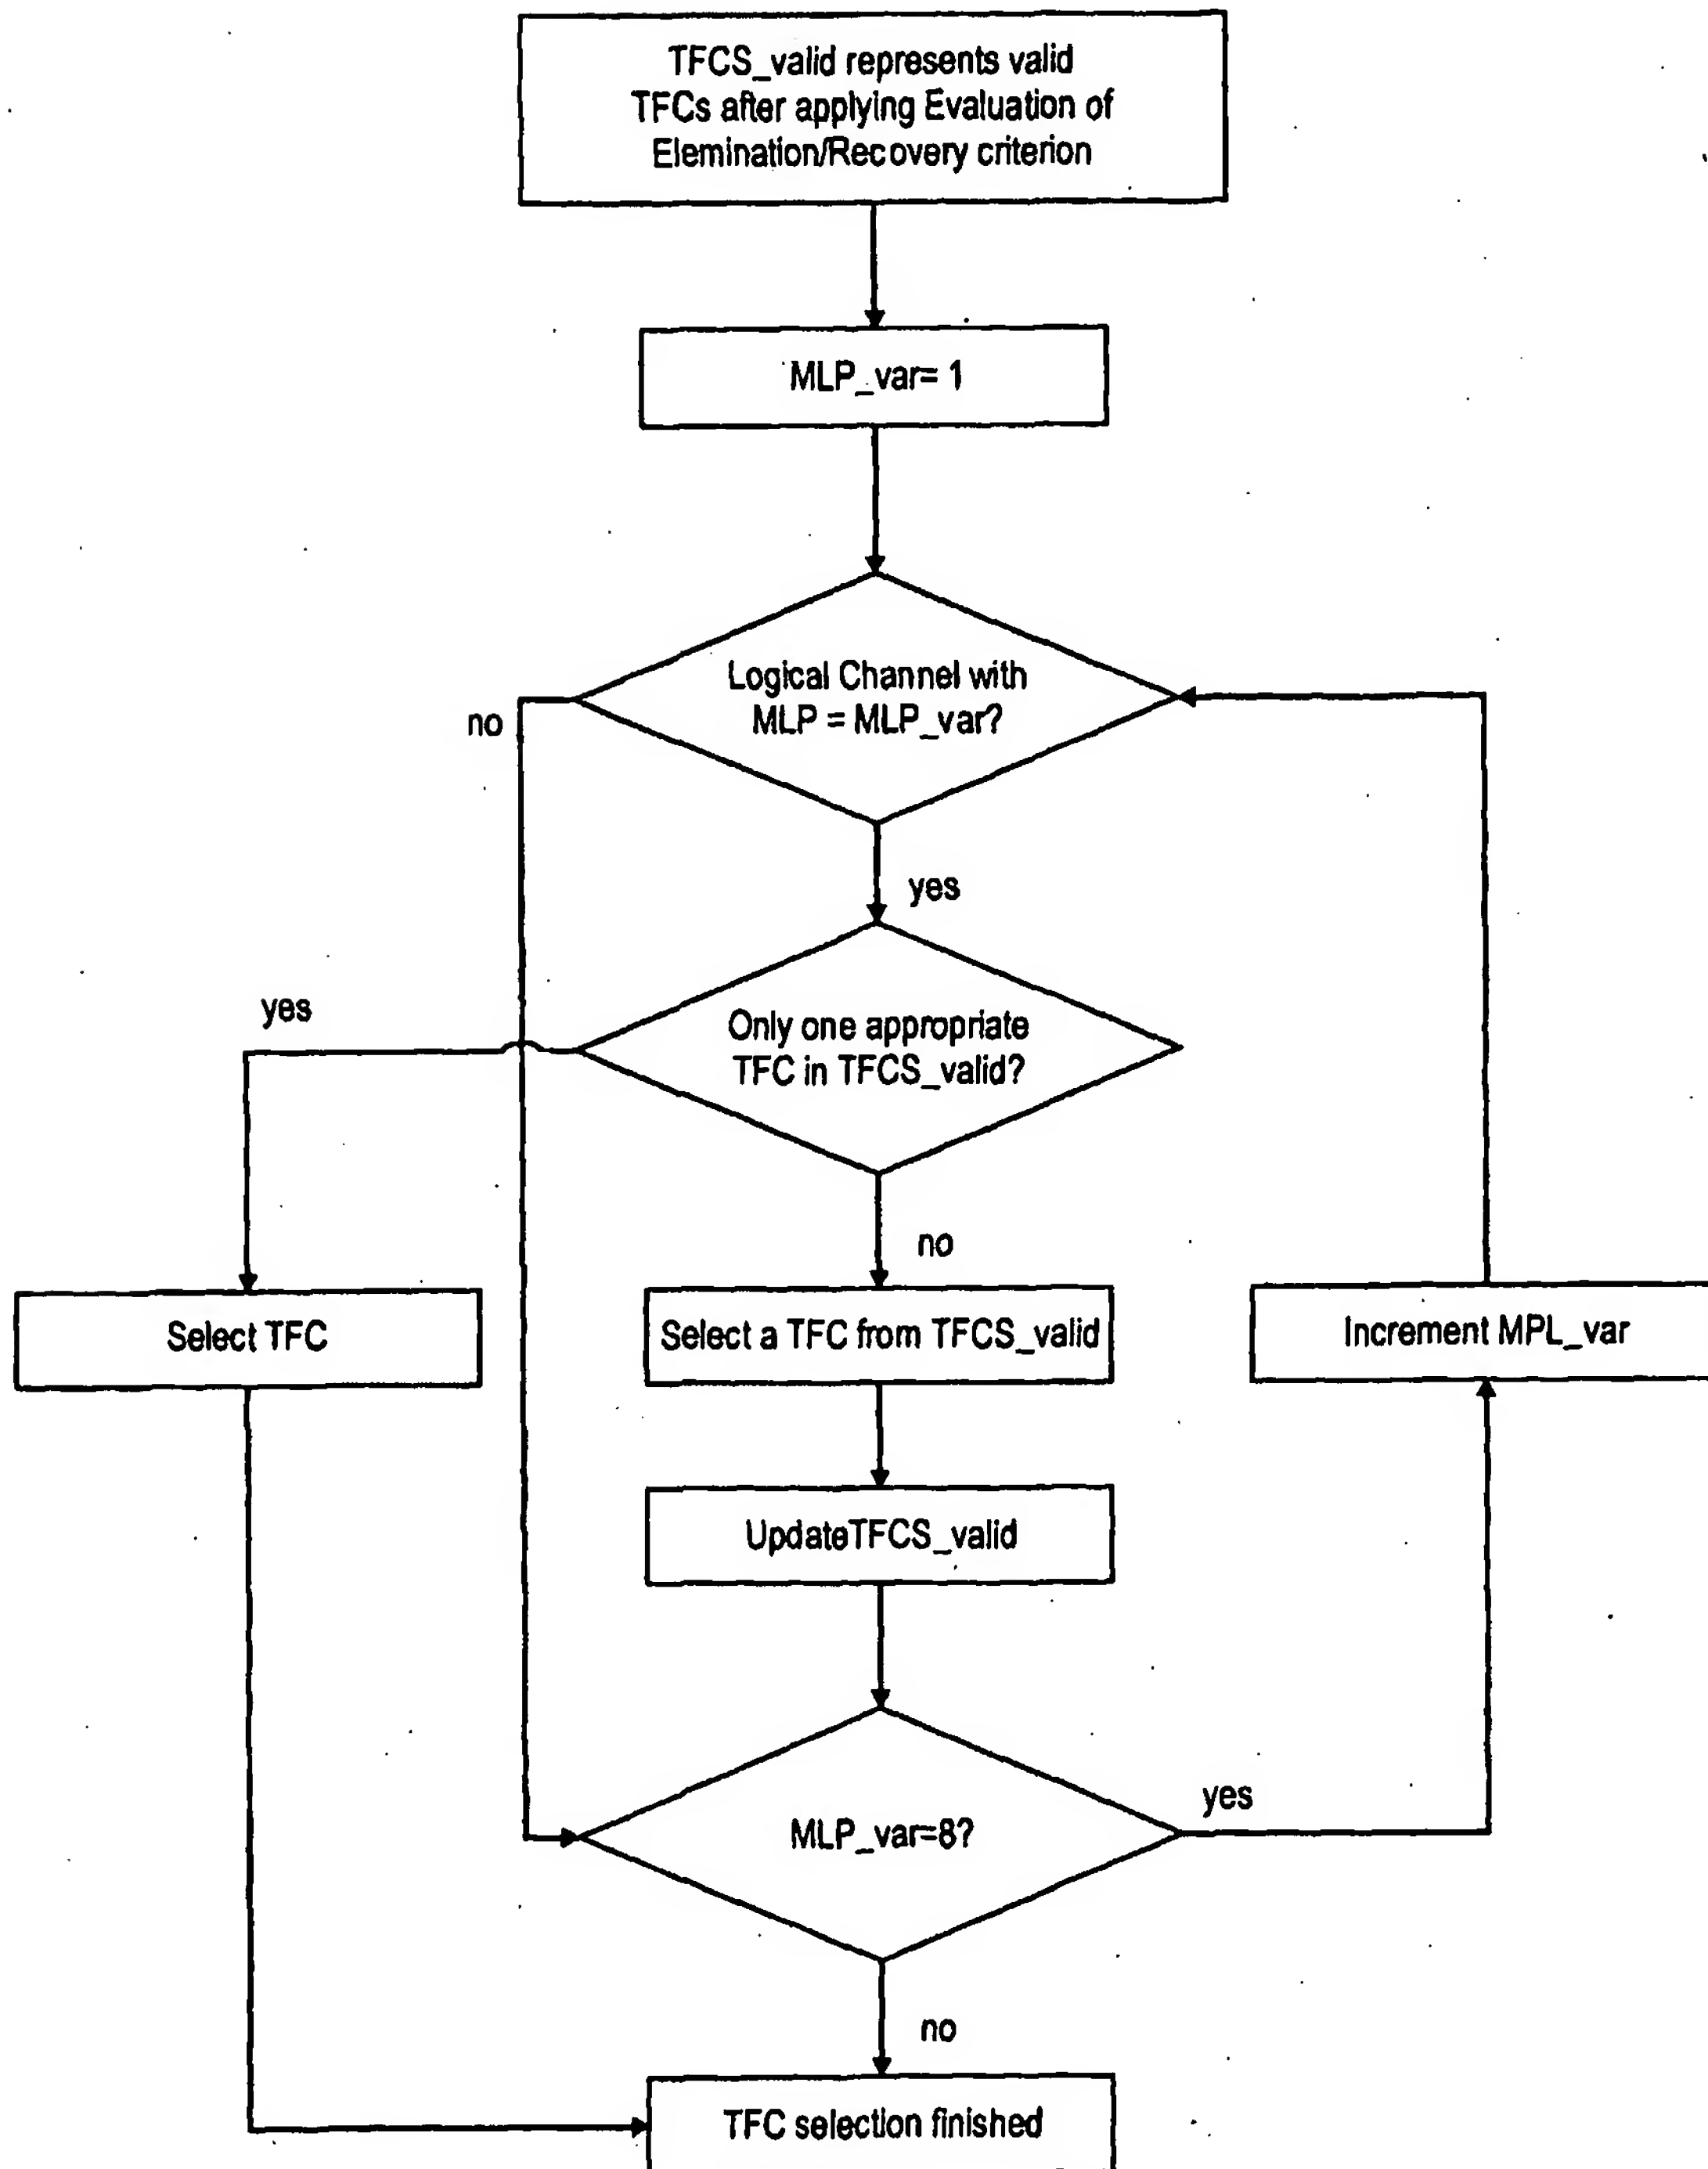 TFCS_valid represents valid
TFCs after applying Evaluation of
Elemination/Recovery criterion
MLP_var= 1
Logical Channel with
MLP = MLP_var?
no
yes
Only one appropriate
TFC in TFCS_valid?
yes
no
Select TFC
Select a TFC from TFCS_valid
Increment MPL_var
UpdateTFCS_valid
MLP_var=8?
yes
no
TFC selection finished